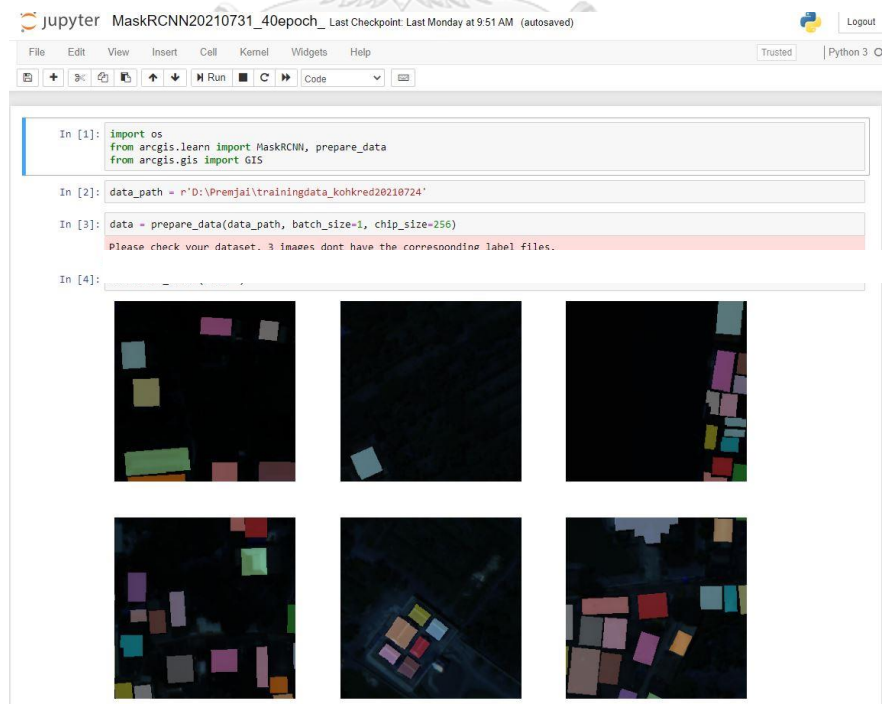 jupyter MaskRCNN20210731_40epoch_ Last Checkpoint: Last Monday at 9:51 AM (autosaved)
Logout
File Edit View Insert Cell Kernel Widgets Help
Trusted
Python 3
Run
Code
In [1]: import os
from arcgis.learn import MaskRCNN, prepare_data
from arcgis.gis import GIS
In [2]: data_path = r'D:\Premjai\trainingdata_kohkred20210724'
In [3]: data = prepare_data(data_path, batch_size=1, chip_size=256)
Please check your dataset. 3 images dont have the corresponding label files.
In [4]: